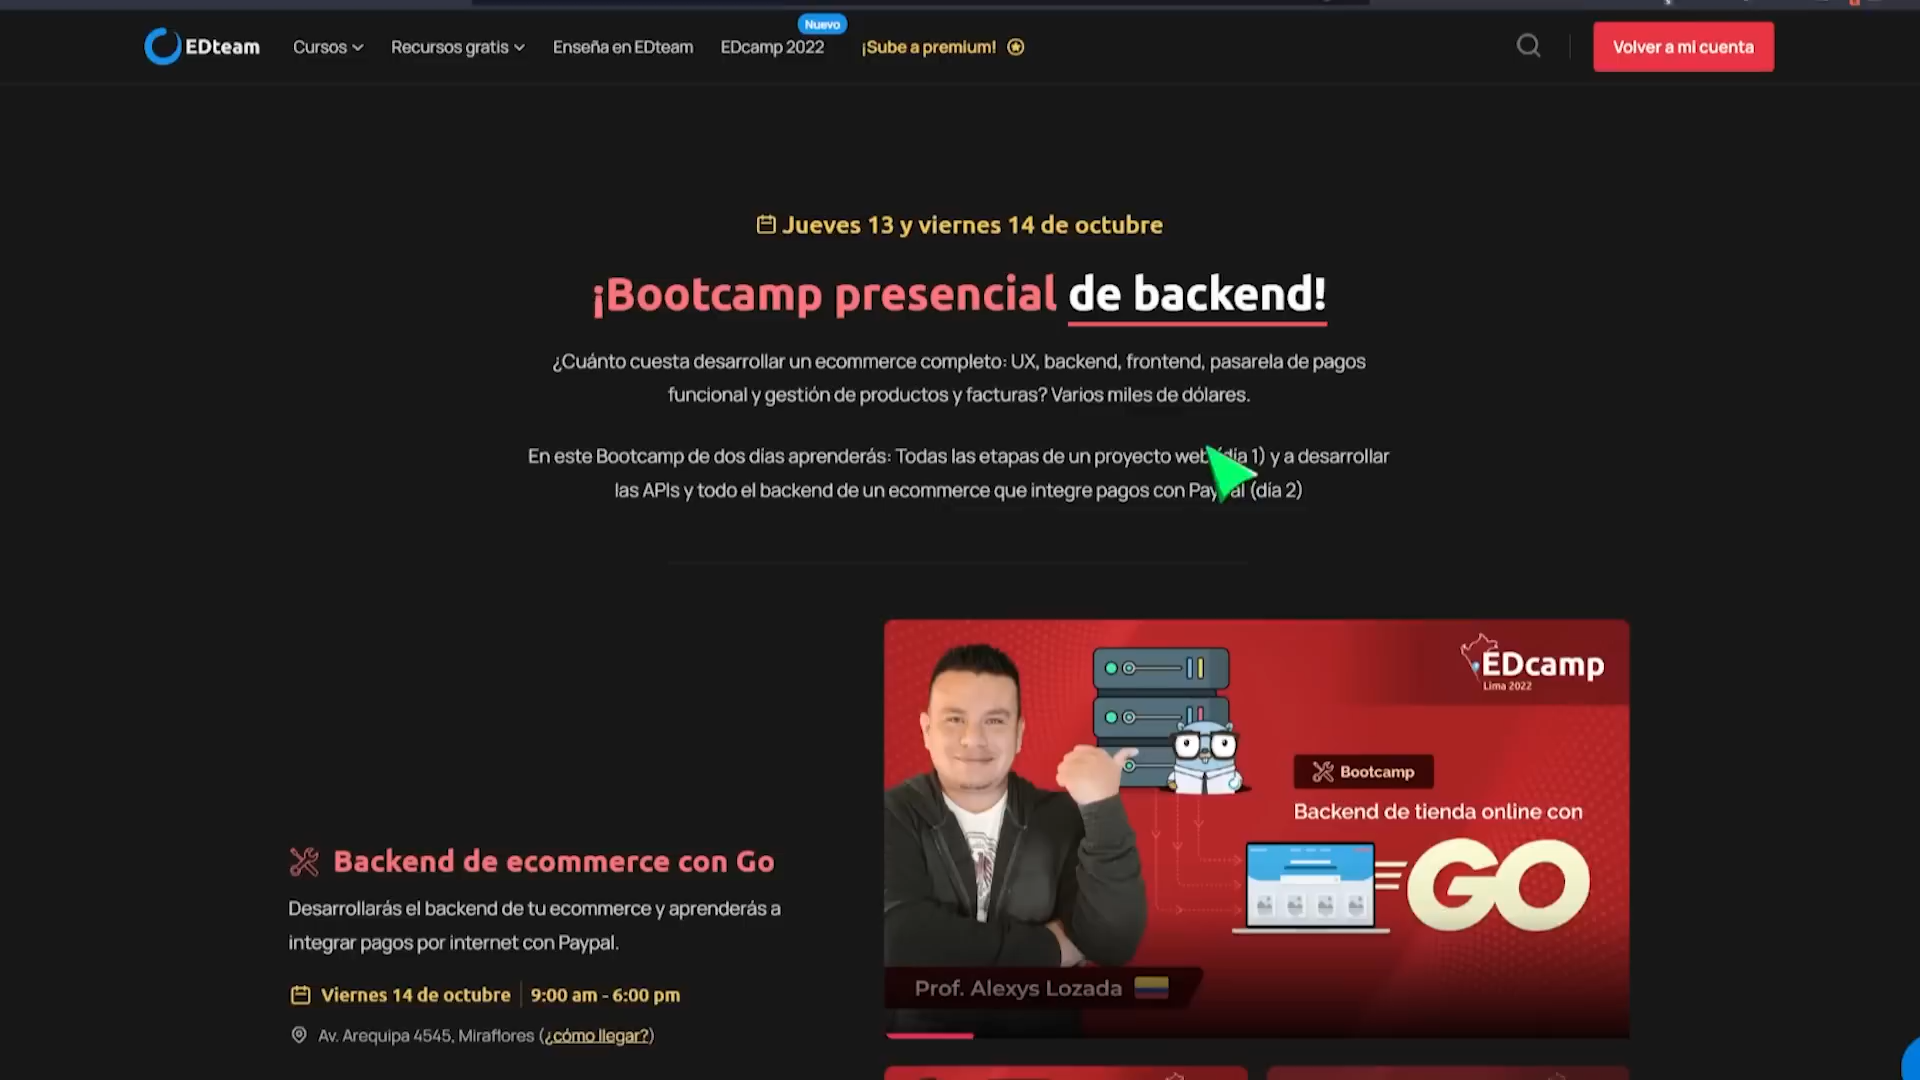 EDteam
Cursos
Recursos gratis
Enseña en EDteam
EDcamp 2022
Nuevo
¡Sube a premium!
Volver a mi cuenta
Jueves 13 y viernes 14 de octubre
¡Bootcamp presencial de backend!
¿Cuánto cuesta desarrollar un ecommerce completo: UX, backend, frontend, pasarela de pagos
funcional y gestión de productos y facturas? Varios miles de dólares.
En este Bootcamp de dos días aprenderás: Todas las etapas de un proyecto web (día 1) y a desarrollar
las APIs y todo el backend de un ecommerce que integre pagos con Paypal (día 2)
Backend de ecommerce con Go
Desarrollarás el backend de tu ecommerce y aprenderás a
integrar pagos por internet con Paypal.
Viernes 14 de octubre
9:00 am - 6:00 pm
Av. Arequipa 4545, Miraflores (¿cómo llegar?)
EDcamp
Lima 2022
Bootcamp
Backend de tienda online con
GO
Prof. Alexys Lozada